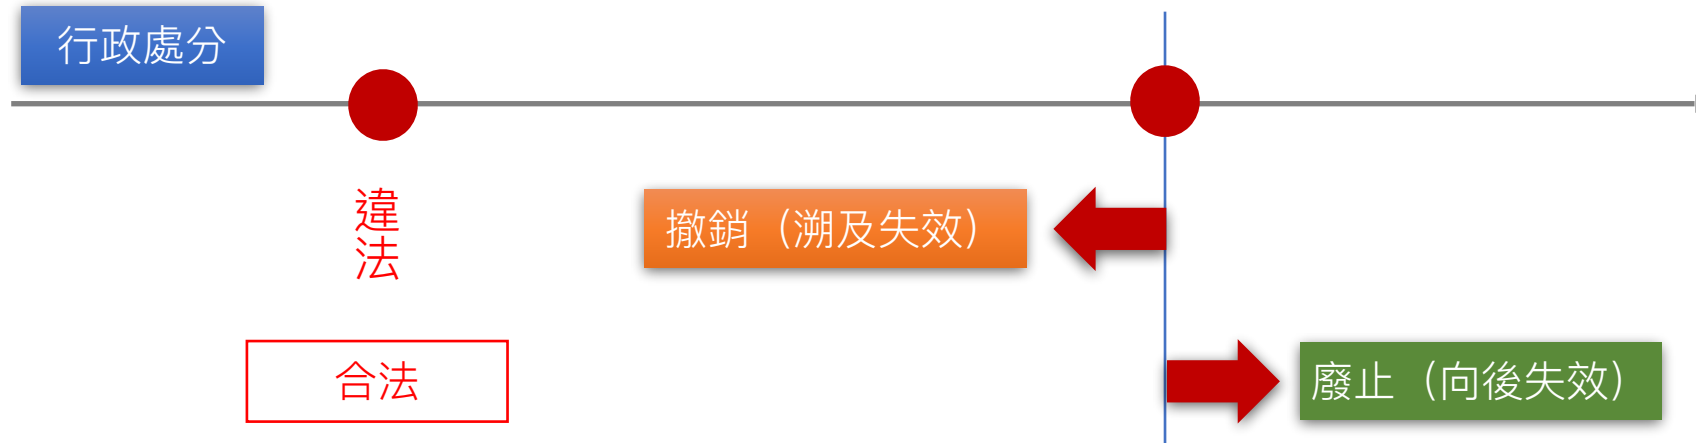 行政處分
違法
撤銷（溯及失效）
合法
廢止（向後失效）